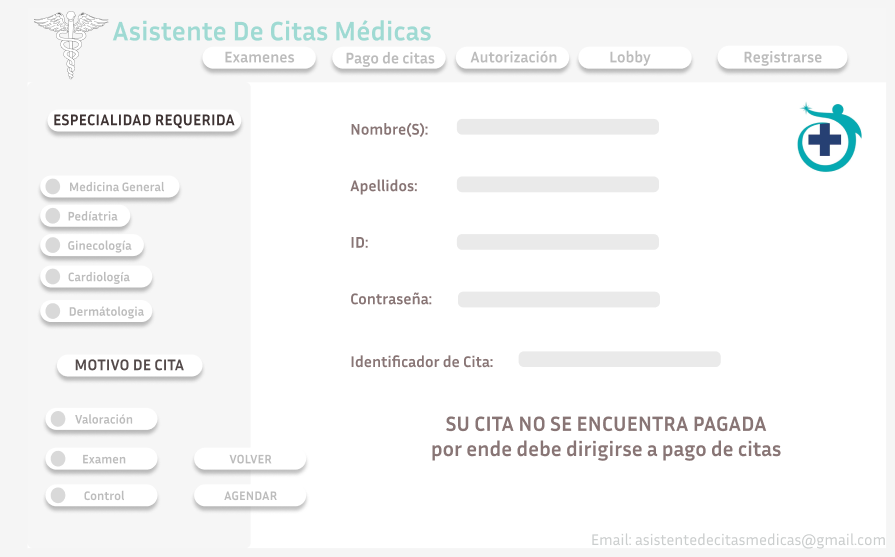 Asistente De Citas Médicas
Examenes
Pago de citas
Autorización
Lobby
Registrarse
ESPECIALIDAD REQUERIDA
Medicina General
Pedíatria
Ginecología
Cardiología
Dermátologia
MOTIVO DE CITA
Valoración
Examen
Control
VOLVER
AGENDAR
Nombre(S):
Apellidos:
ID:
Contraseña:
Identificador de Cita:
SU CITA NO SE ENCUENTRA PAGADA
por ende debe dirigirse a pago de citas
Email: asistentedecitasmedicas@gmail.com